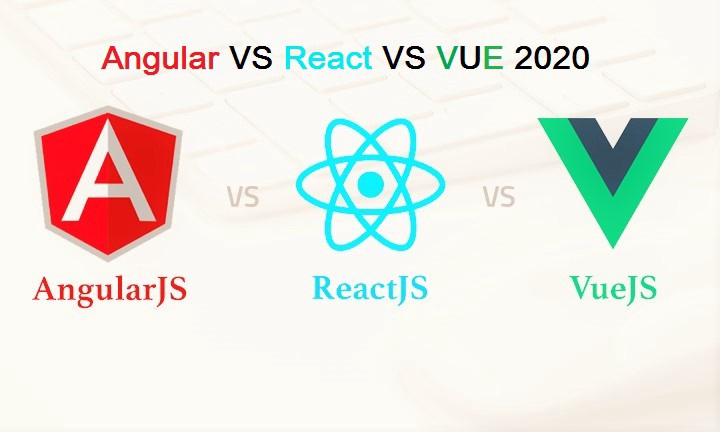 Angular VS React VS VUE 2020
A
VS VS
AngularJS ReactJS VueJS